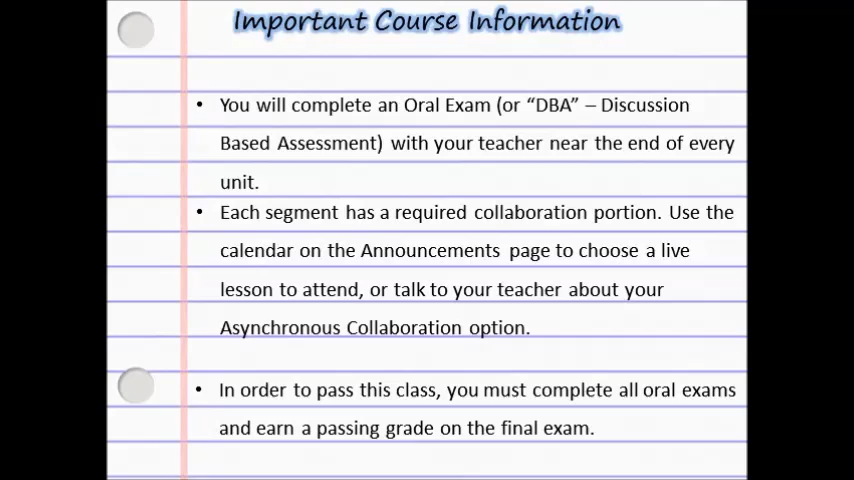 Important Course Information
• You will complete an Oral Exam (or “DBA” – Discussion
Based Assessment) with your teacher near the end of every
unit.
• Each segment has a required collaboration portion. Use the
calendar on the Announcements page to choose a live
lesson to attend, or talk to your teacher about your
Asynchronous Collaboration option.
• In order to pass this class, you must complete all oral exams
and earn a passing grade on the final exam.